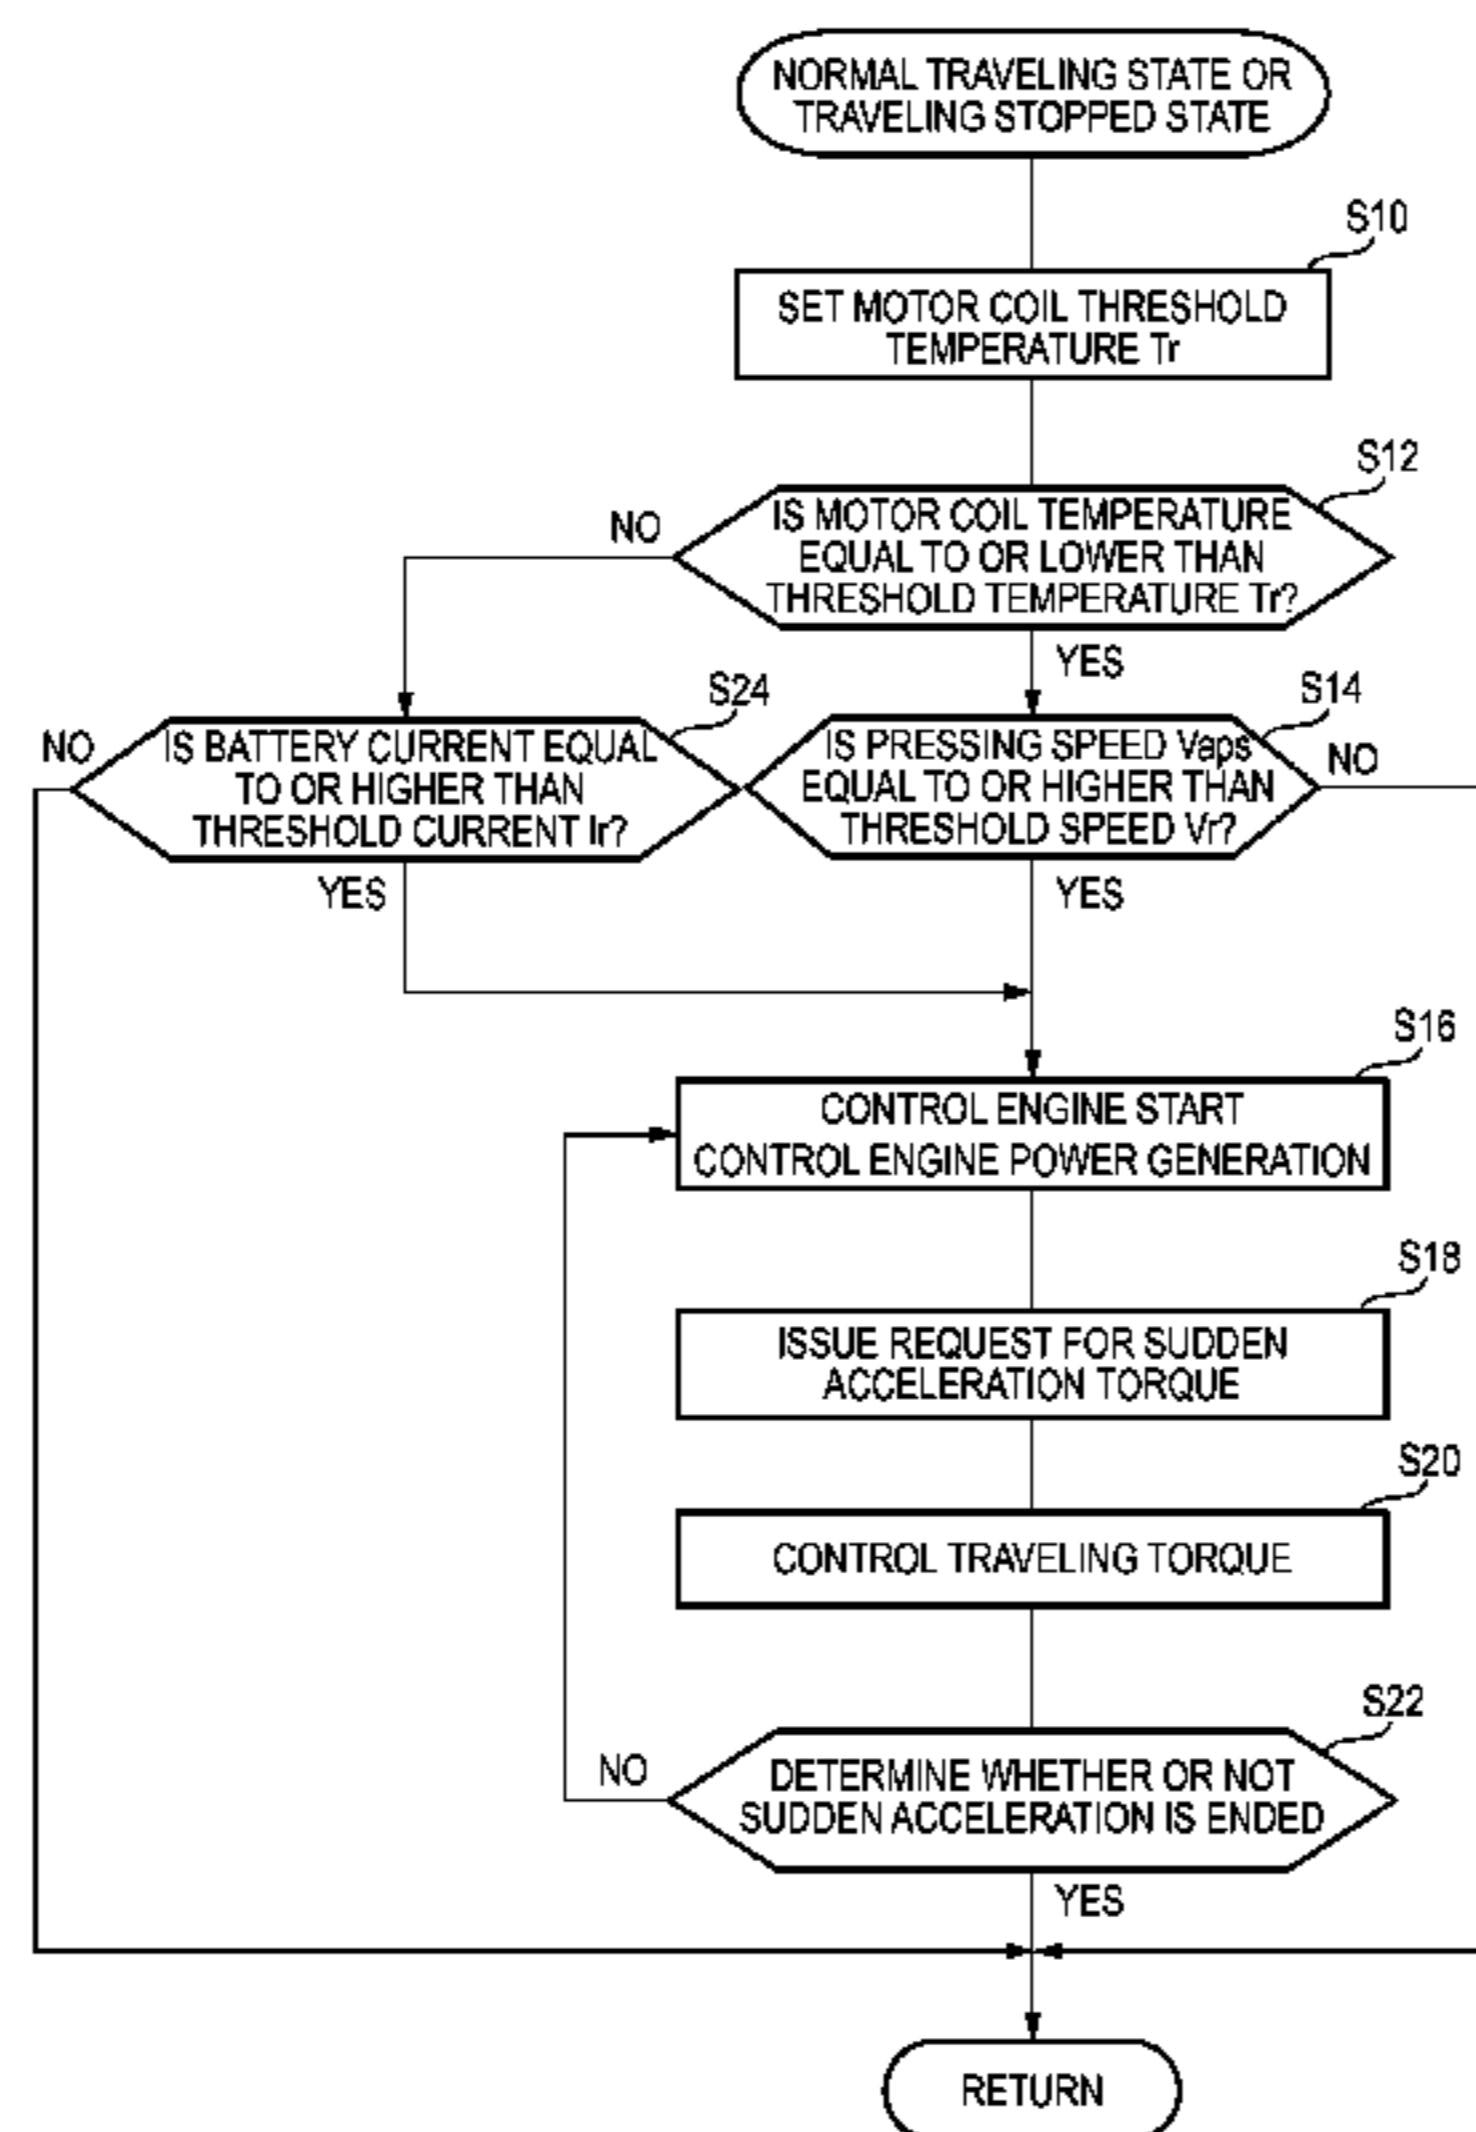 NORMAL TRAVELING STATE OR
TRAVELING STOPPED STATE
S10
SET MOTOR COIL THRESHOLD
TEMPERATURE Tr
S12
IS MOTOR COIL TEMPERATURE
EQUAL TO OR LOWER THAN
THRESHOLD TEMPERATURE Tr?
NO
YES
S24
IS BATTERY CURRENT EQUAL
TO OR HIGHER THAN
THRESHOLD CURRENT Ir?
NO
YES
S14
IS PRESSING SPEED Vaps
EQUAL TO OR HIGHER THAN
THRESHOLD SPEED Vr?
NO
YES
S16
CONTROL ENGINE START
CONTROL ENGINE POWER GENERATION
S18
ISSUE REQUEST FOR SUDDEN
ACCELERATION TORQUE
S20
CONTROL TRAVELING TORQUE
S22
DETERMINE WHETHER OR NOT
SUDDEN ACCELERATION IS ENDED
NO
YES
RETURN